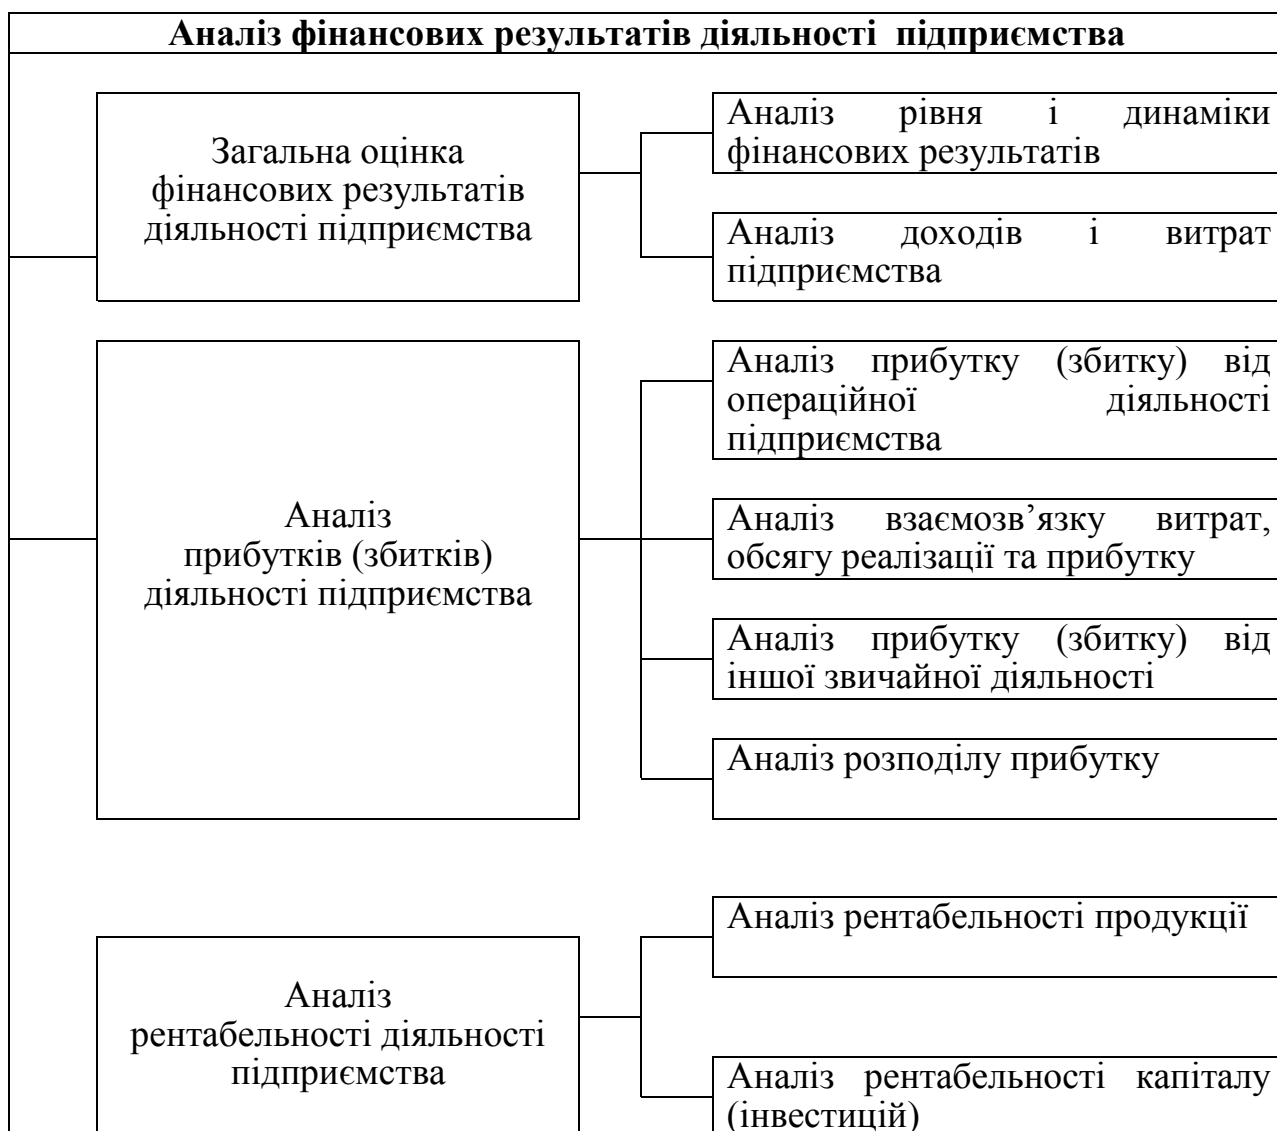 Аналіз фінансових результатів діяльності підприємства
Загальна оцінка
фінансових результатів
діяльності підприємства
Аналіз рівня і динаміки
фінансових результатів
Аналіз доходів і витрат
підприємства
Аналіз
прибутків (збитків)
діяльності підприємства
Аналіз прибутку (збитку) від
операційної діяльності
підприємства
Аналіз взаємозв’язку витрат,
обсягу реалізації та прибутку
Аналіз прибутку (збитку) від
іншої звичайної діяльності
Аналіз розподілу прибутку
Аналіз
рентабельності діяльності
підприємства
Аналіз рентабельності продукції
Аналіз рентабельності капіталу
(інвестицій)